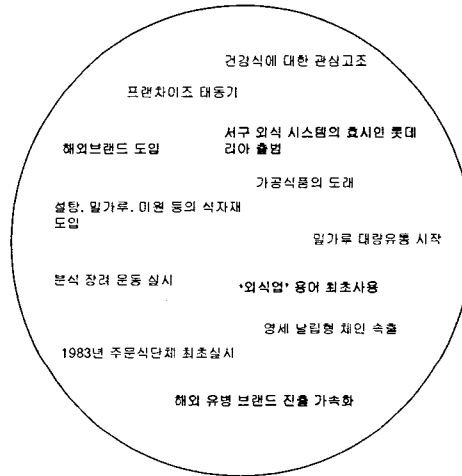 건강식에 대한 관심고조
프랜차이즈 태동기
해외브랜드 도입
서구 외식 시스템의 효시인 롯데
리아 출범
가공식품의 도래
설탕, 밀가루, 미원 등의 식자재
도입
밀가루 대량유통 시작
분식 장려 운동 실시
'외식업' 용어 최초사용
영세 난립형 체인 속출
1983년 주문식단제 최초실시
해외 유명 브랜드 진출 가속화